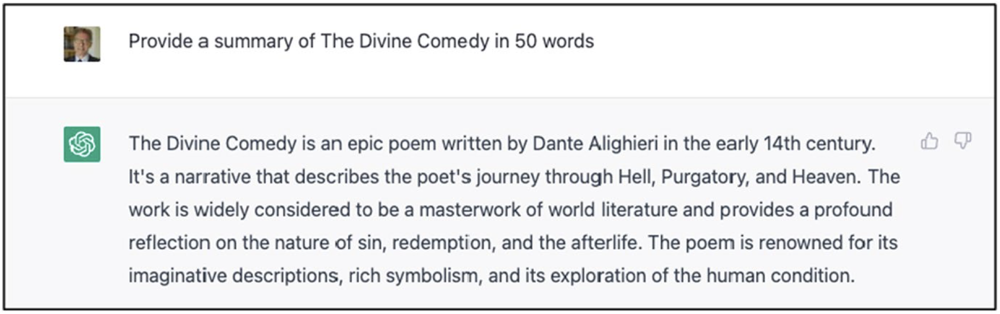 Provide a summary of The Divine Comedy in 50 words
The Divine Comedy is an epic poem written by Dante Alighieri in the early 14th century.
It's a narrative that describes the poet's journey through Hell, Purgatory, and Heaven. The
work is widely considered to be a masterwork of world literature and provides a profound
reflection on the nature of sin, redemption, and the afterlife. The poem is renowned for its
imaginative descriptions, rich symbolism, and its exploration of the human condition.